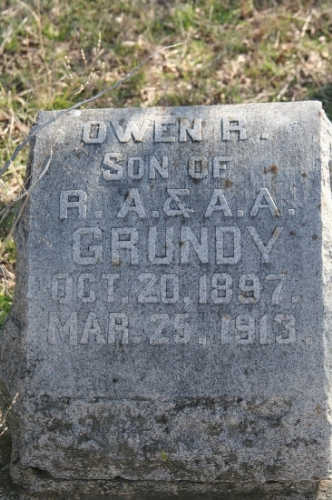 OWEN R.
SON OF
R. A. & A. A.
GRUNDY
OCT. 20. 1897.
MAR. 25. 1913.